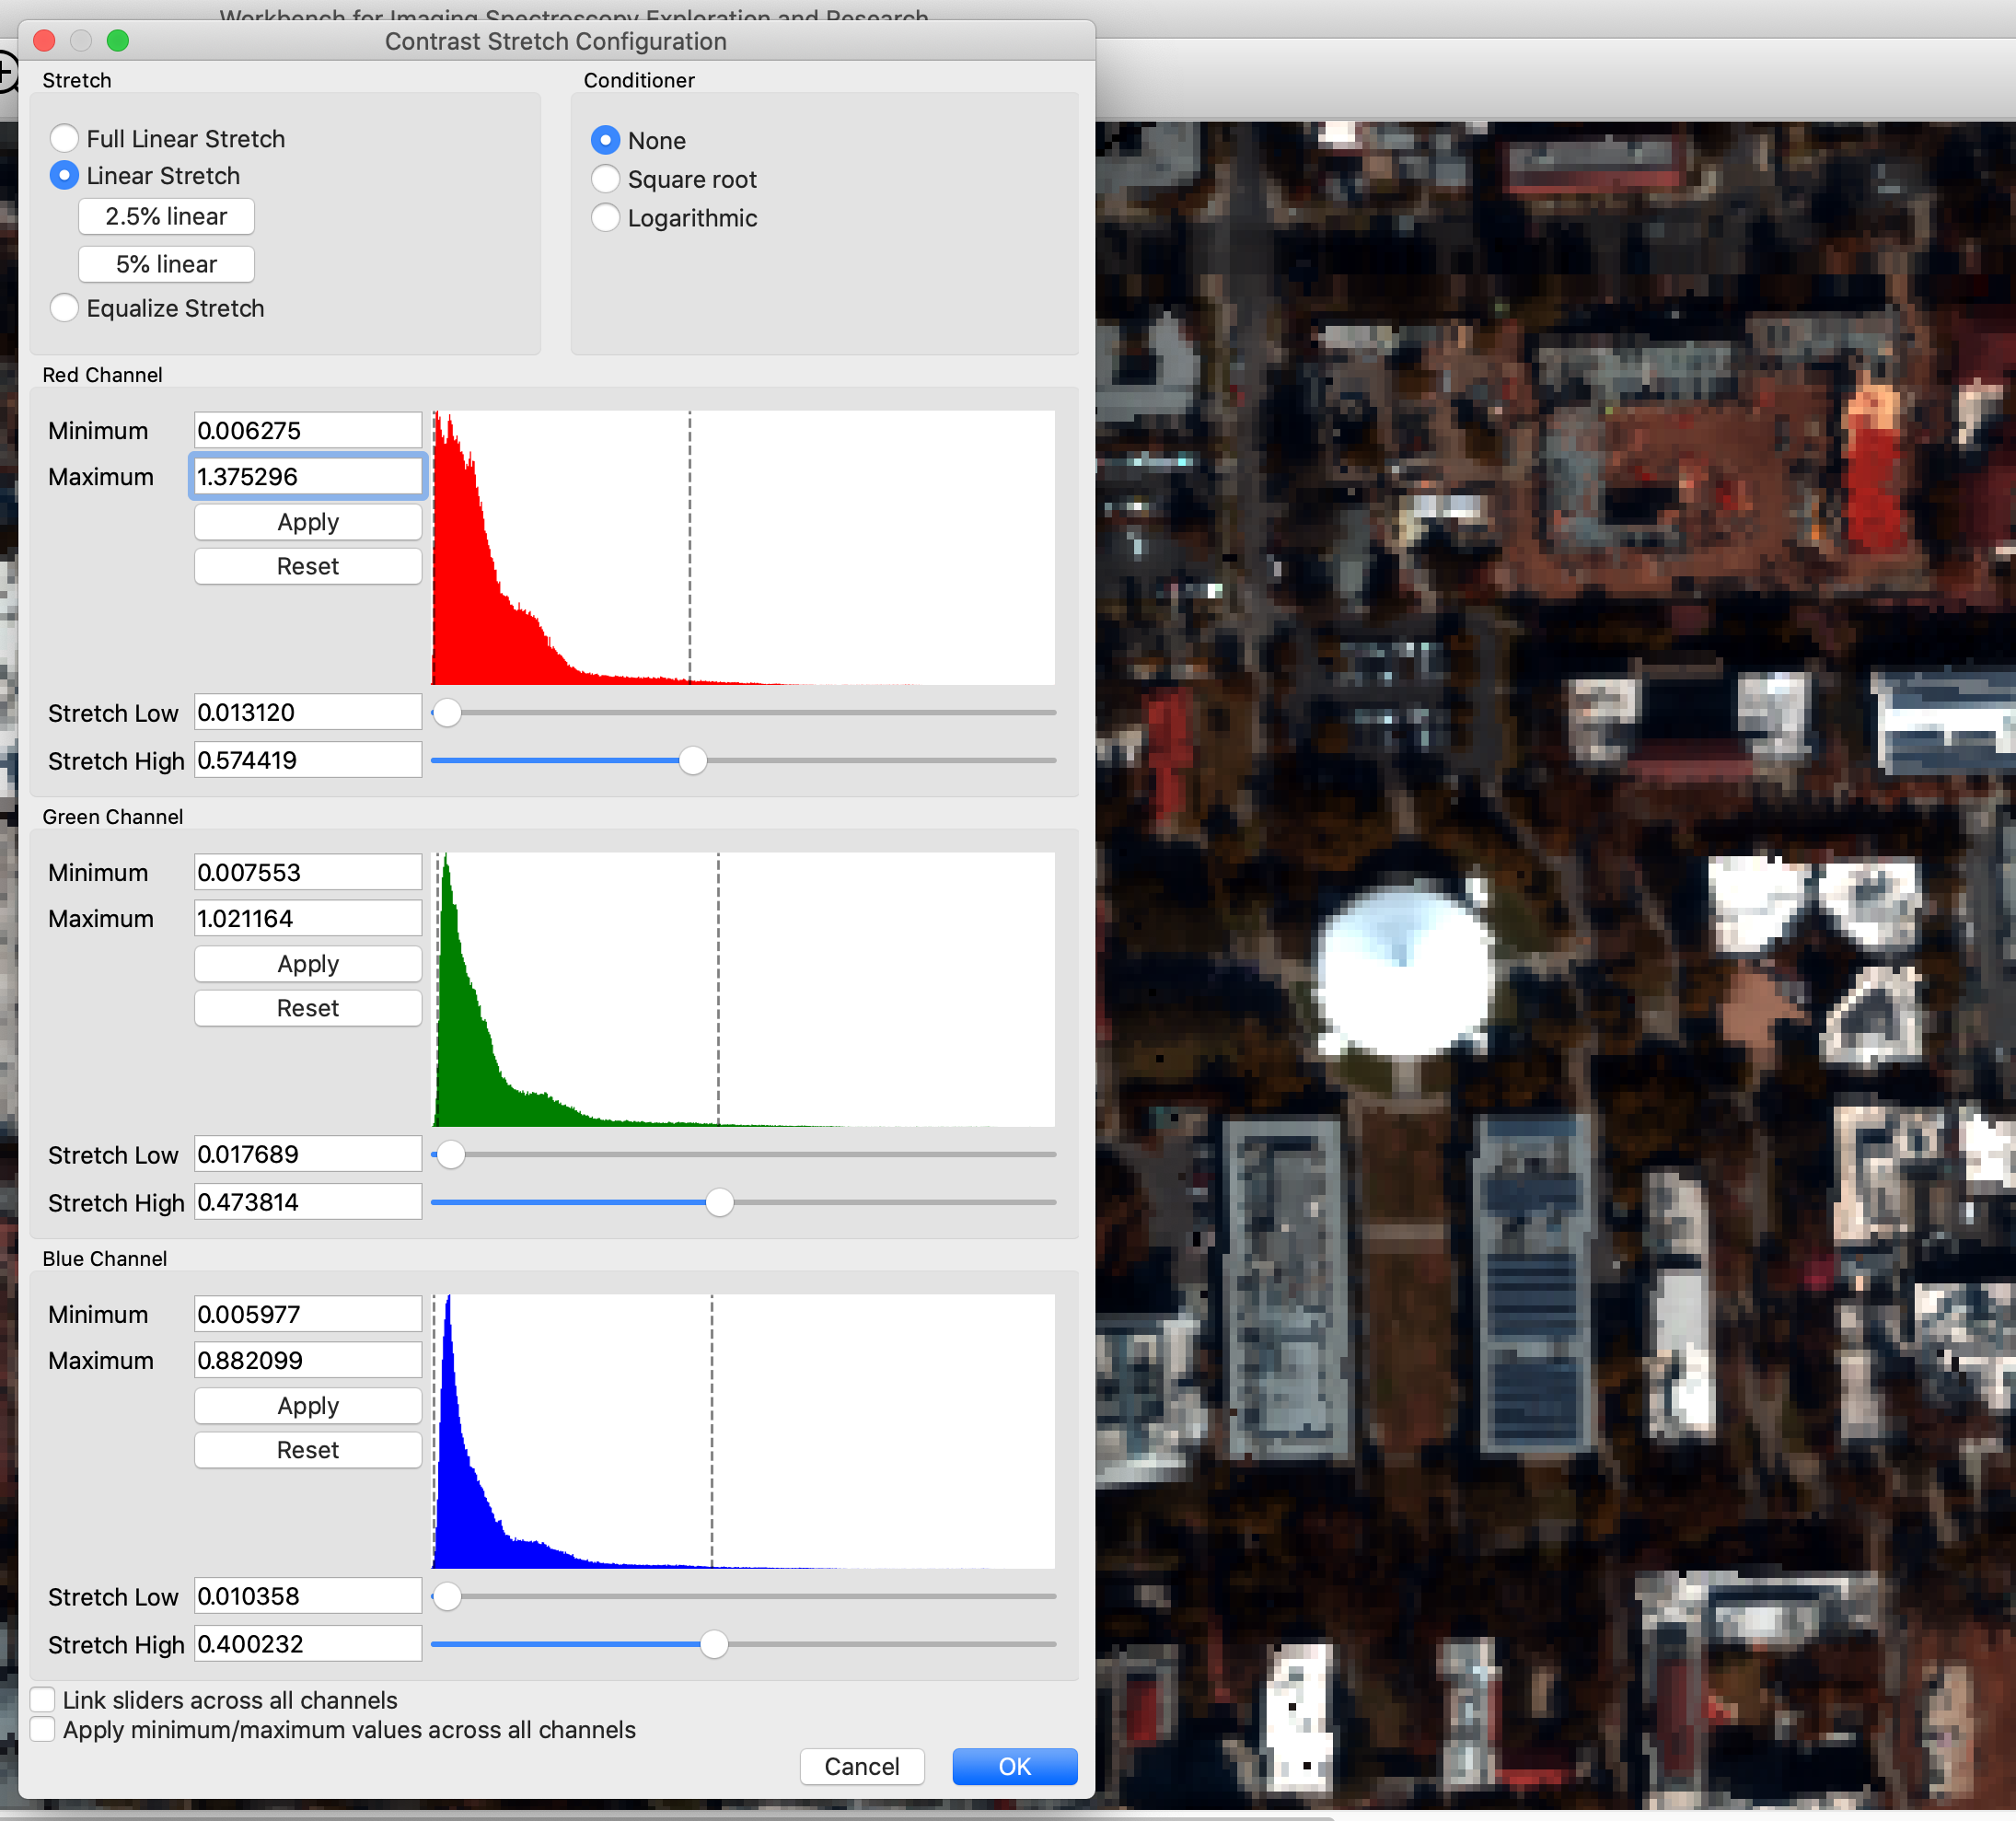 Workbench for Imaging Spectroscopy Exploration and Research
Contrast Stretch Configuration
Stretch
Full Linear Stretch
Linear Stretch
2.5% linear
5% linear
Equalize Stretch
Conditioner
None
Square root
Logarithmic
Red Channel
Minimum 0.006275
Maximum 1.375296
Apply
Reset
Stretch Low 0.013120
Stretch High 0.574419
Green Channel
Minimum 0.007553
Maximum 1.021164
Apply
Reset
Stretch Low 0.017689
Stretch High 0.473814
Blue Channel
Minimum 0.005977
Maximum 0.882099
Apply
Reset
Stretch Low 0.010358
Stretch High 0.400232
Link sliders across all channels
Apply minimum/maximum values across all channels
Cancel OK